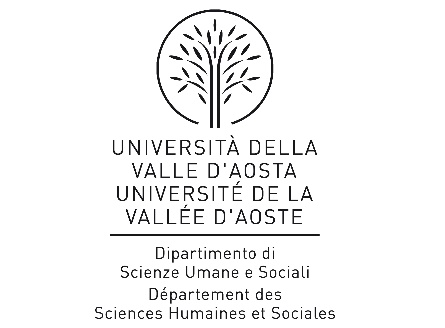 UNIVERSITÀ DELLA
VALLE D'AOSTA
UNIVERSITÉ DE LA
VALLÉE D'AOSTE
Dipartimento di
Scienze Umane e Sociali
Département des
Sciences Humaines et Sociales